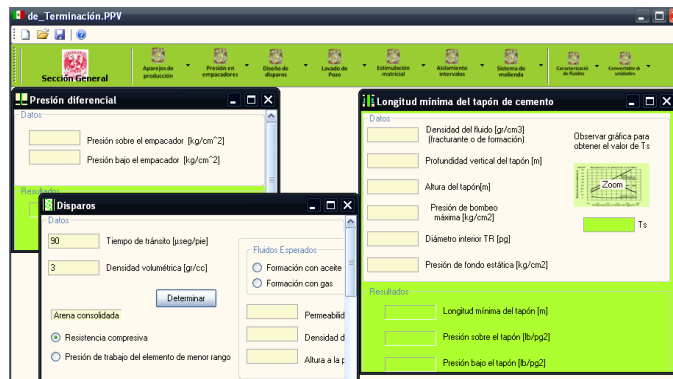 de_Terminación.PPV
Sección General
Aparejos de
producción
Presión en
empacadores
Diseño de
disparos
Lavado de
Pozo
Estimulación
matricial
Aislamiento
intervalos
Sistema de
molienda
Caracterizació
de fluidos
Convertidor de
unidades
Presión diferencial
Datos
Presión sobre el empacador [kg/cm^2]
Presión bajo el empacador [kg/cm^2]
Resultados
Disparos
Datos
90
Tiempo de tránsito [µseg/pie]
3
Densidad volumétrica [gr/cc]
Determinar
Arena consolidada
Resistencia compresiva
Presión de trabajo del elemento de menor rango
Fluidos Esperados
Formación con aceite
Formación con gas
Permeabilid
Densidad d
Altura a la p
Longitud mínima del tapón de cemento
Datos
Densidad del fluido [gr/cm3]
(fracturante o de formación)
Profundidad vertical del tapón [m]
Altura del tapón[m]
Presión de bombeo
máxima [kg/cm2]
Diámetro interior TR [pg]
Presión de fondo estática [kg/cm2]
Observar gráfica para
obtener el valor de Ts
Zoom
Ts
Resultados
Longitud mínima del tapón [m]
Presión sobre el tapón [lb/pg2]
Presión bajo el tapón [lb/pg2]